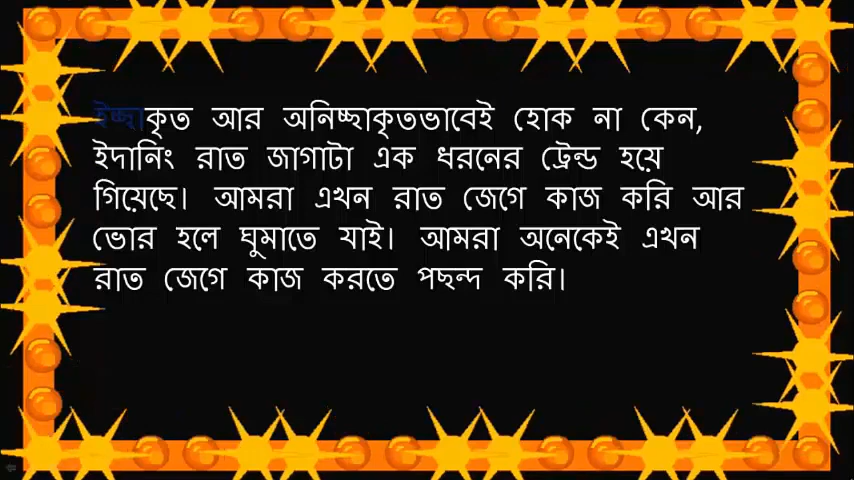 ইচ্ছাকৃত আর অনিচ্ছাকৃতভাবেই হোক না কেন,
ইদানিং রাত জাগাটা এক ধরনের ট্রেন্ড হয়ে
গিয়েছে। আমরা এখন রাত জেগে কাজ করি আর
ভোর হলে ঘুমাতে যাই। আমরা অনেকেই এখন
রাত জেগে কাজ করতে পছন্দ করি।